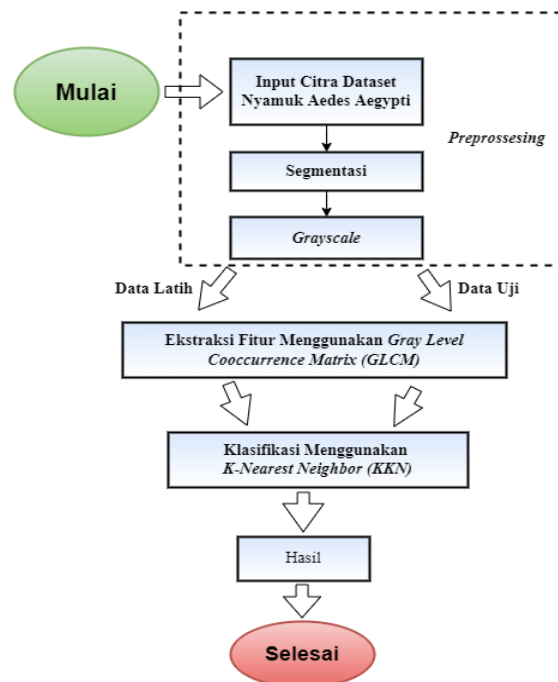 Mulai
Input Citra Dataset
Nyamuk Aedes Aegypti
Preprossesing
Segmentasi
Grayscale
Data Latih
Data Uji
Ekstraksi Fitur Menggunakan Gray Level
Cooccurrence Matrix (GLCM)
Klasifikasi Menggunakan
K-Nearest Neighbor (KKN)
Hasil
Selesai